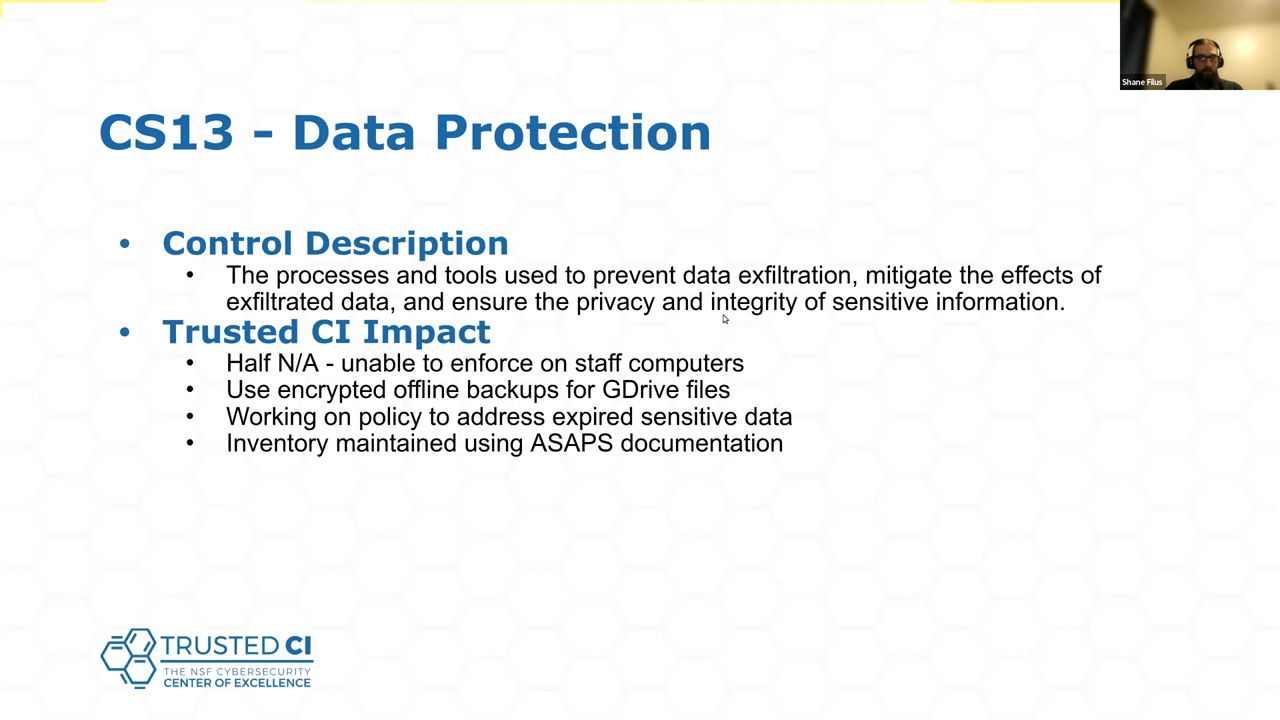 Shane Filus
CS13 - Data Protection
• Control Description
• The processes and tools used to prevent data exfiltration, mitigate the effects of
exfiltrated data, and ensure the privacy and integrity of sensitive information.
• Trusted CI Impact
• Half N/A - unable to enforce on staff computers
• Use encrypted offline backups for GDrive files
• Working on policy to address expired sensitive data
• Inventory maintained using ASAPS documentation
TRUSTED CI
THE NSF CYBERSECURITY
CENTER OF EXCELLENCE